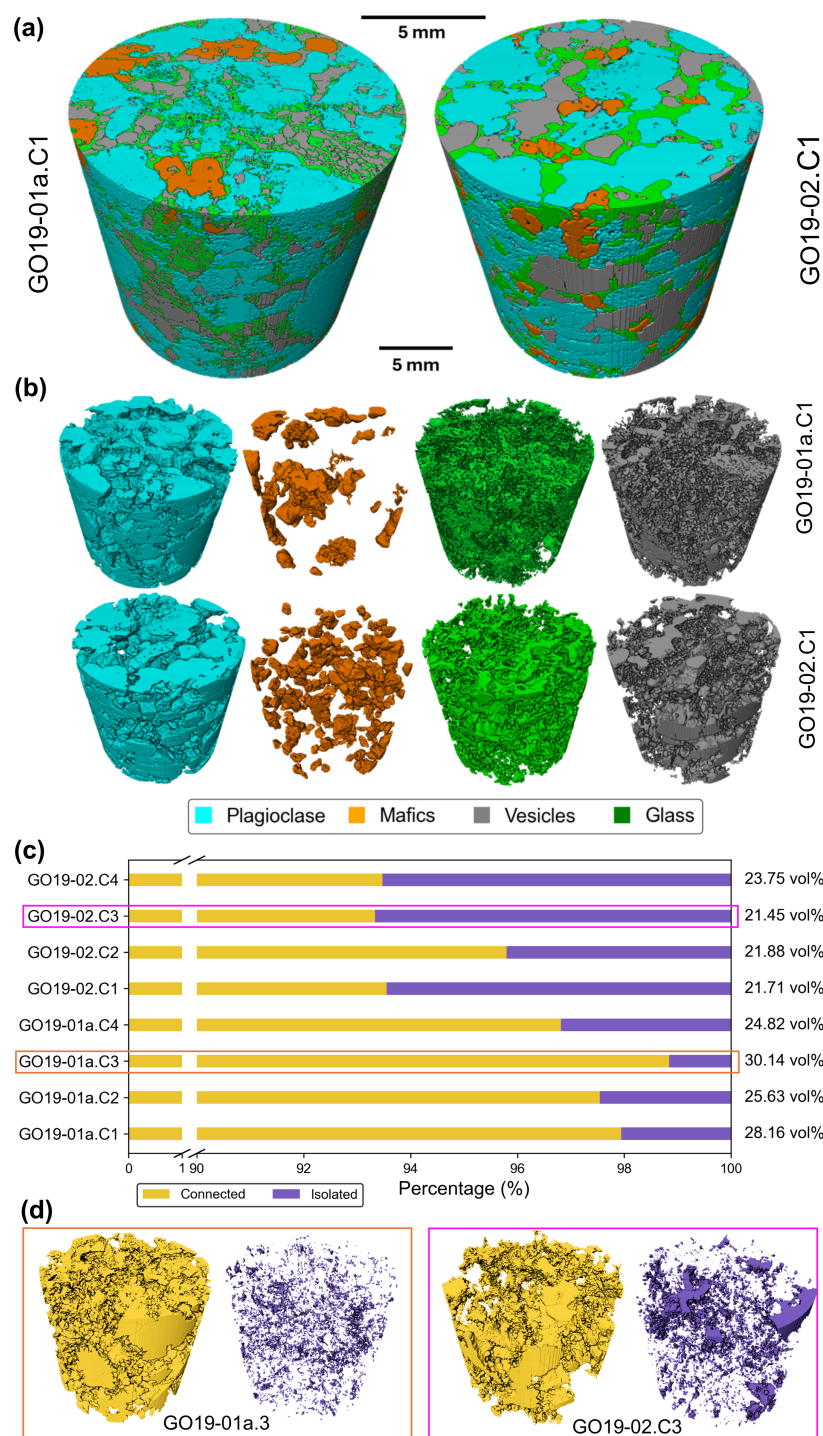 (a)
5 mm
GO19-01a.C1
GO19-02.C1
5 mm
(b)
GO19-01a.C1
GO19-02.C1
Plagioclase Mafics Vesicles Glass
(c)
GO19-02.C4 23.75 vol%
GO19-02.C3 21.45 vol%
GO19-02.C2 21.88 vol%
GO19-02.C1 21.71 vol%
GO19-01a.C4 24.82 vol%
GO19-01a.C3 30.14 vol%
GO19-01a.C2 25.63 vol%
GO19-01a.C1 28.16 vol%
0 1 90 92 94 96 98 100
Percentage (%)
Connected Isolated
(d)
GO19-01a.3
GO19-02.C3